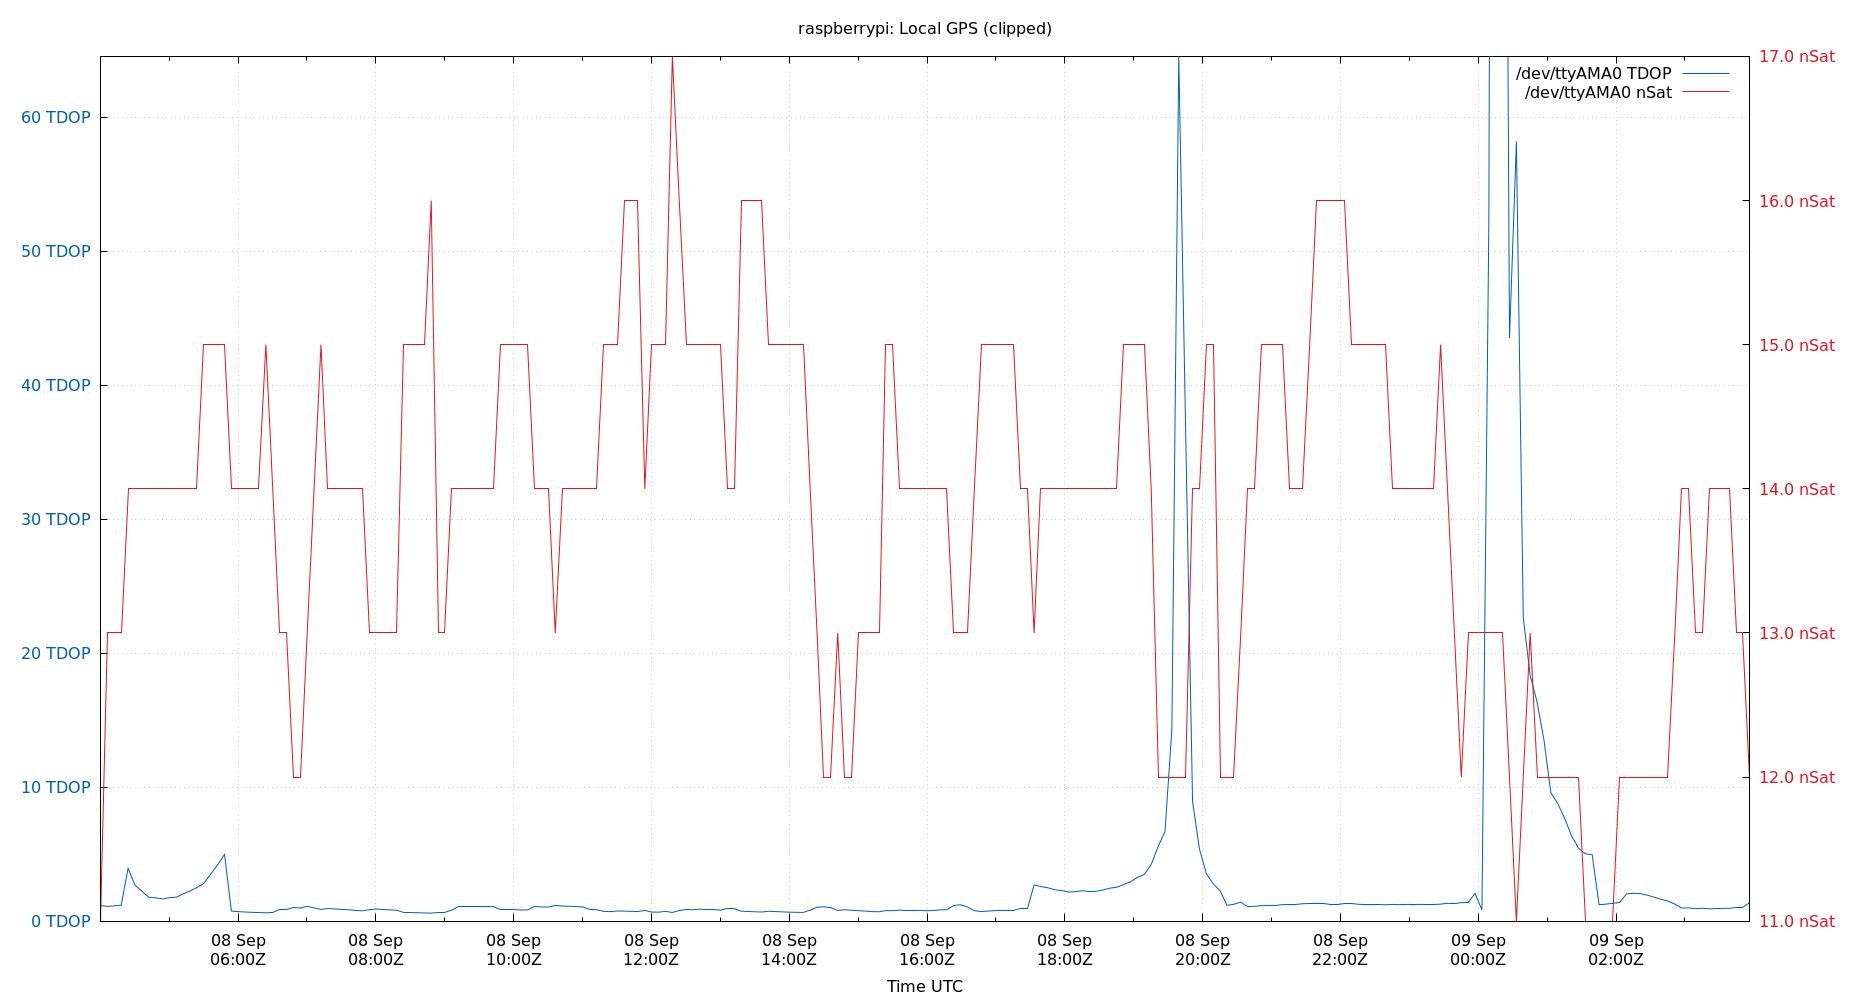 raspberrypi: Local GPS (clipped)
/dev/ttyAMA0 TDOP
/dev/ttyAMA0 nSat
60 TDOP
50 TDOP
40 TDOP
30 TDOP
20 TDOP
10 TDOP
0 TDOP
17.0 nSat
16.0 nSat
15.0 nSat
14.0 nSat
13.0 nSat
12.0 nSat
11.0 nSat
08 Sep
06:00Z
08 Sep
08:00Z
08 Sep
10:00Z
08 Sep
12:00Z
08 Sep
14:00Z
08 Sep
16:00Z
08 Sep
18:00Z
08 Sep
20:00Z
08 Sep
22:00Z
09 Sep
00:00Z
09 Sep
02:00Z
Time UTC